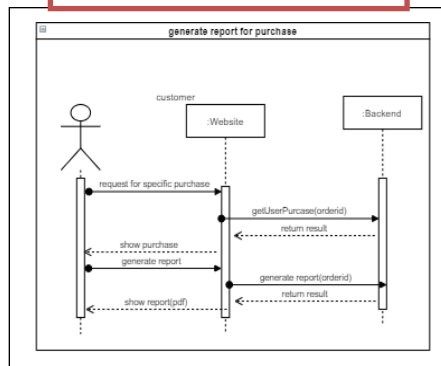 generate report for purchase
customer
:Website
:Backend
request for specific purchase
getUserPurcase(orderid)
return result
show purchase
generate report
generate report(orderid)
return result
show report(pdf)